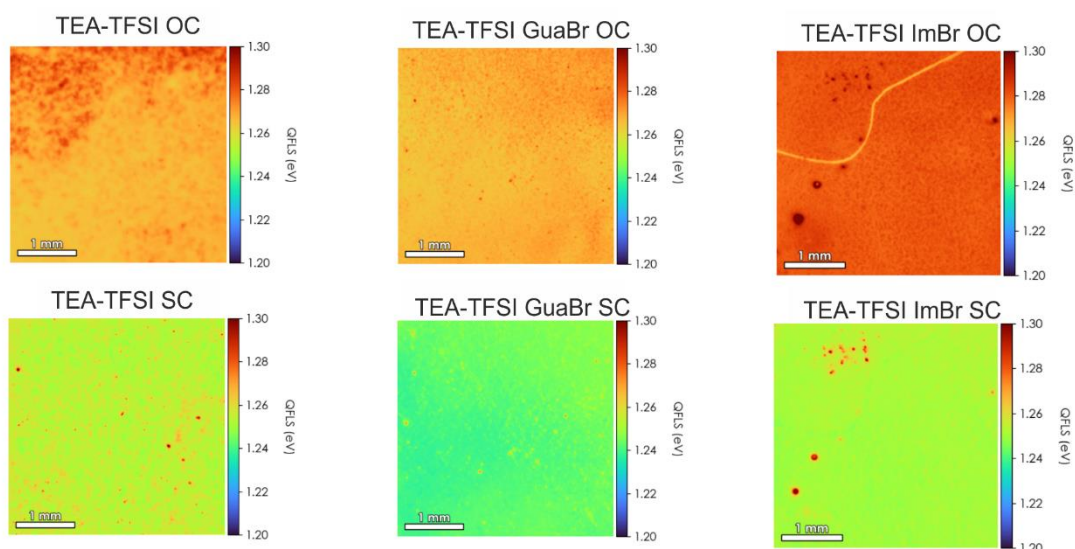 TEA-TFSI OC
1.30
1.28
1.26
1.24
1.22
1.20
QFLS (eV)
1 mm
TEA-TFSI GuaBr OC
1.30
1.28
1.26
1.24
1.22
1.20
QFLS (eV)
1 mm
TEA-TFSI ImBr OC
1.30
1.28
1.26
1.24
1.22
1.20
QFLS (eV)
1 mm
TEA-TFSI SC
1.30
1.28
1.26
1.24
1.22
1.20
QFLS (eV)
1 mm
TEA-TFSI GuaBr SC
1.30
1.28
1.26
1.24
1.22
1.20
QFLS (eV)
1 mm
TEA-TFSI ImBr SC
1.30
1.28
1.26
1.24
1.22
1.20
QFLS (eV)
1 mm